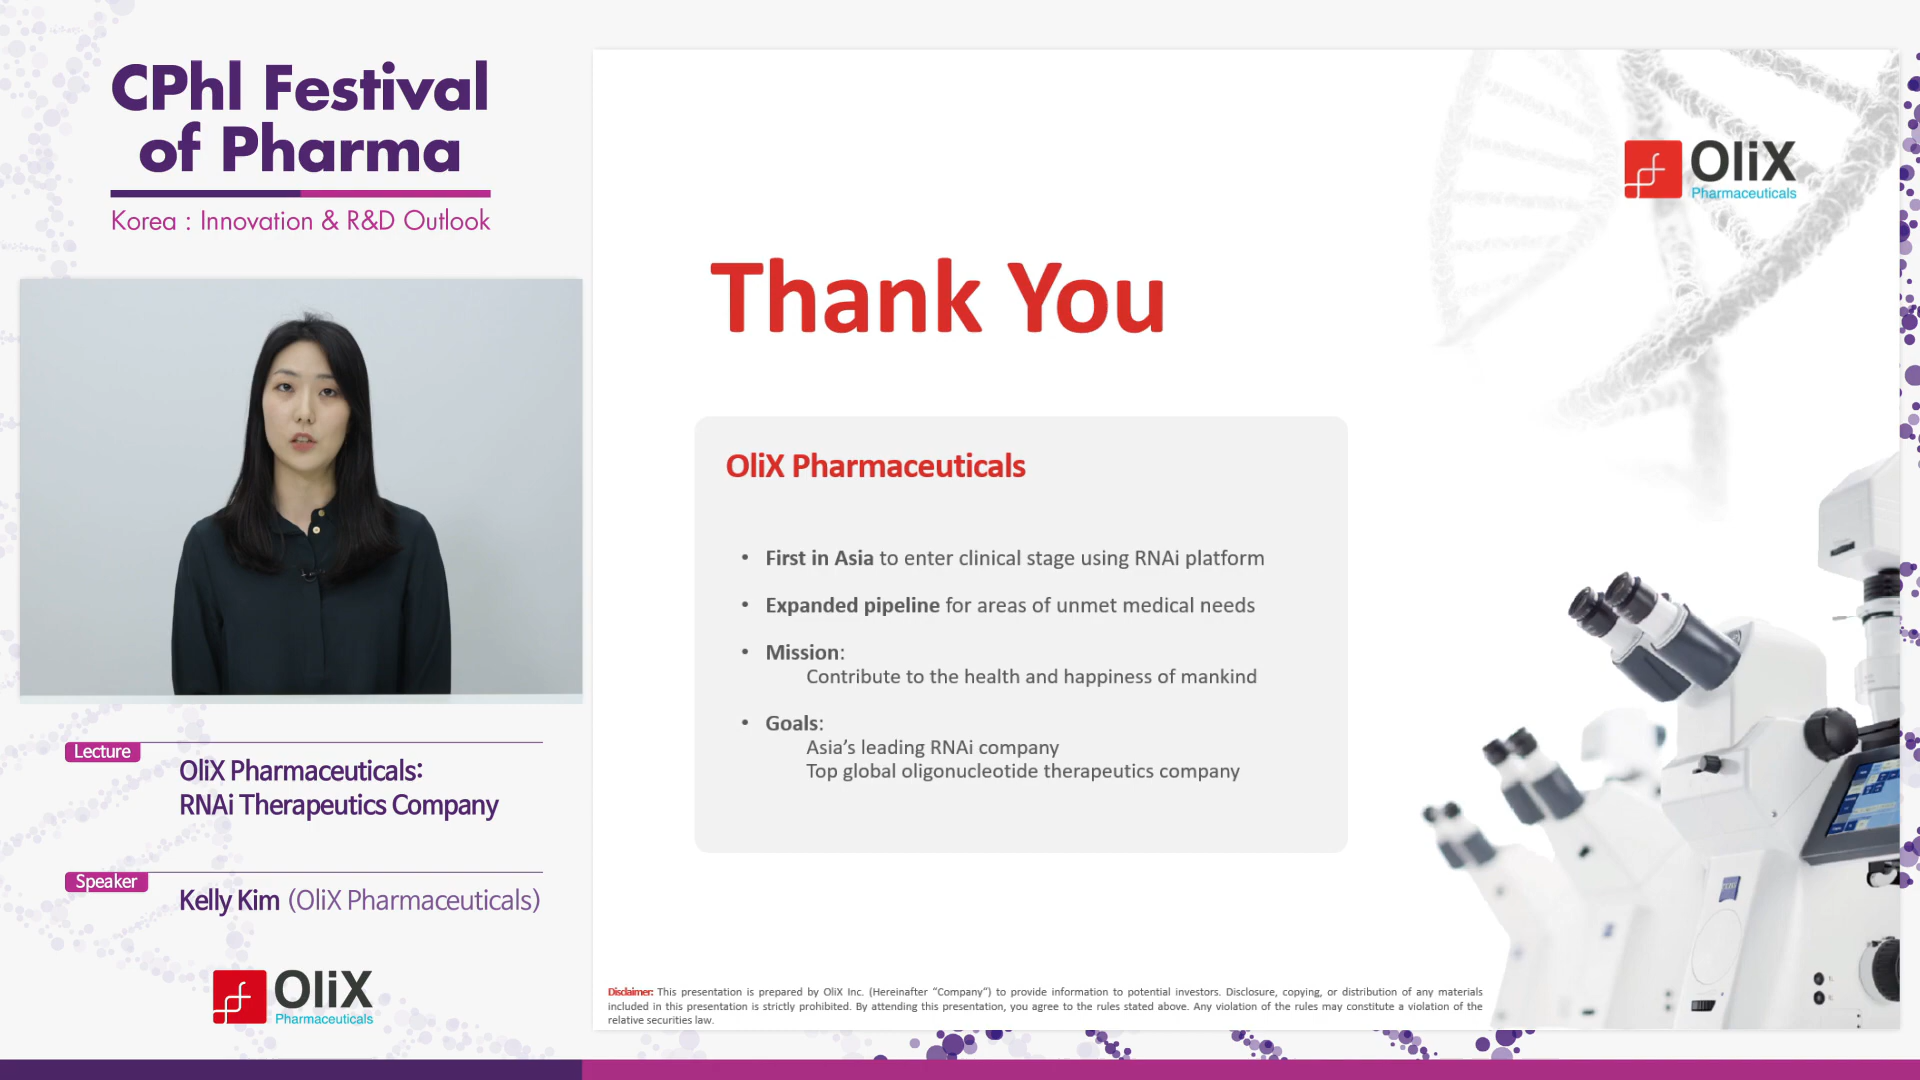 CPhI Festival
of Pharma
Korea : Innovation & R&D Outlook
Lecture
OliX Pharmaceuticals:
RNAi Therapeutics Company
Speaker
Kelly Kim (OliX Pharmaceuticals)
OliX
Pharmaceuticals
OliX
Pharmaceuticals
Thank You
OliX Pharmaceuticals
• First in Asia to enter clinical stage using RNAi platform
• Expanded pipeline for areas of unmet medical needs
• Mission:
Contribute to the health and happiness of mankind
• Goals:
Asia’s leading RNAi company
Top global oligonucleotide therapeutics company
Disclaimer: This presentation is prepared by OliX Inc. (Hereinafter “Company”) to provide information to potential investors. Disclosure, copying, or distribution of any materials
included in this presentation is strictly prohibited. By attending this presentation, you agree to the rules stated above. Any violation of the rules may constitute a violation of the
relative securities law.